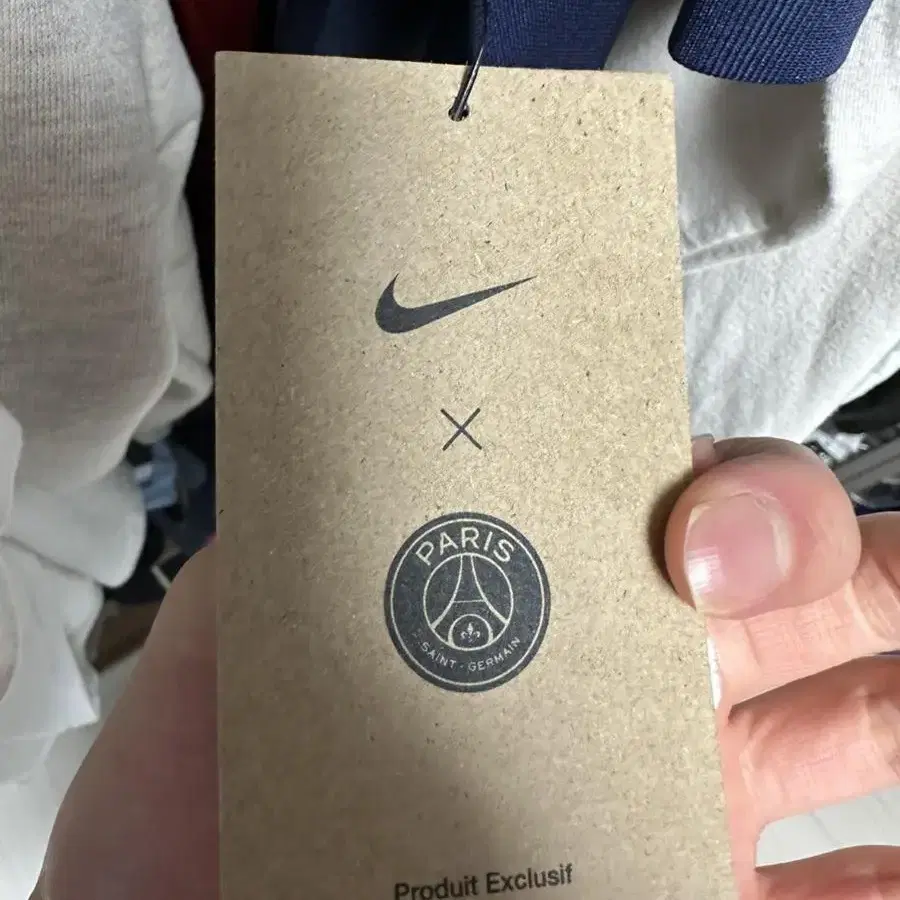 ×
PARIS
SAINT-GERMAIN
Produit Exclusif